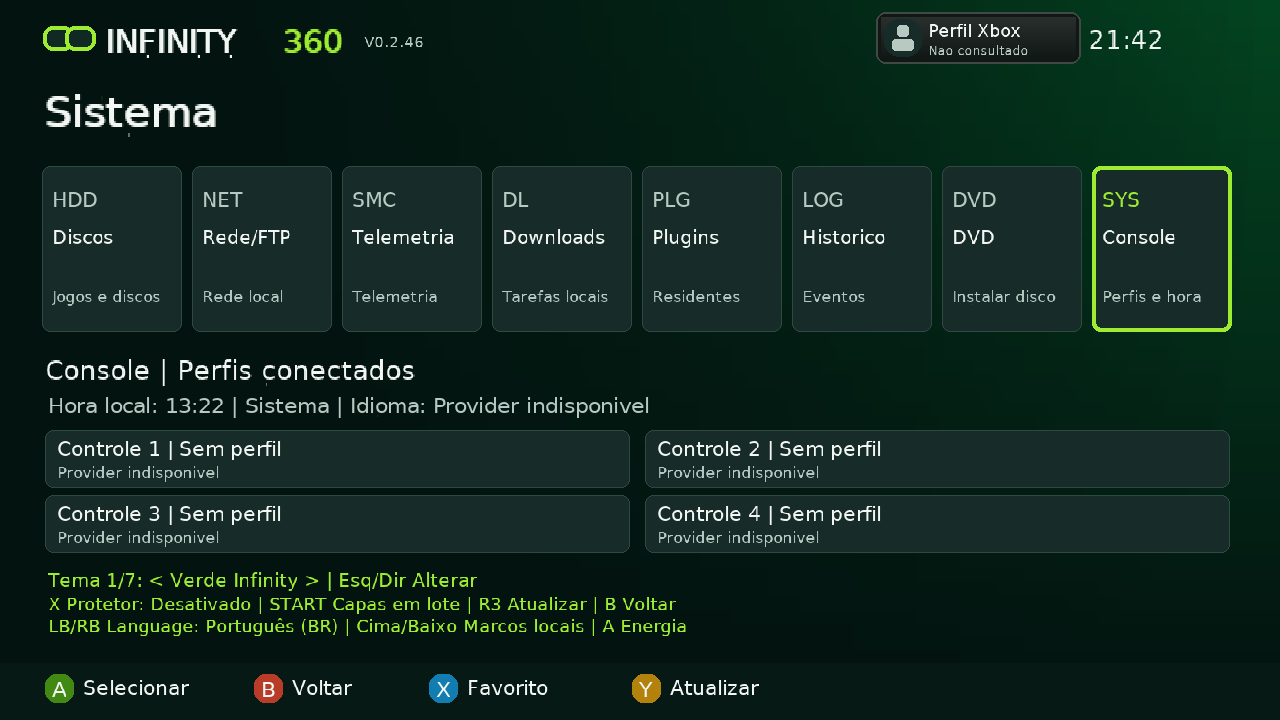 INFINITY 360 V0.2.46
Perfil Xbox
Nao consultado
21:42
Sistema
HDD
Discos
Jogos e discos
NET
Rede/FTP
Rede local
SMC
Telemetria
Telemetria
DL
Downloads
Tarefas locais
PLG
Plugins
Residentes
LOG
Historico
Eventos
DVD
DVD
Instalar disco
SYS
Console
Perfis e hora
Console | Perfis conectados
Hora local: 13:22 | Sistema | Idioma: Provider indisponivel
Controle 1 | Sem perfil
Provider indisponivel
Controle 2 | Sem perfil
Provider indisponivel
Controle 3 | Sem perfil
Provider indisponivel
Controle 4 | Sem perfil
Provider indisponivel
Tema 1/7: < Verde Infinity > | Esq/Dir Alterar
X Protetor: Desativado | START Capas em lote | R3 Atualizar | B Voltar
LB/RB Language: Português (BR) | Cima/Baixo Marcos locais | A Energia
A Selecionar B Voltar X Favorito Y Atualizar